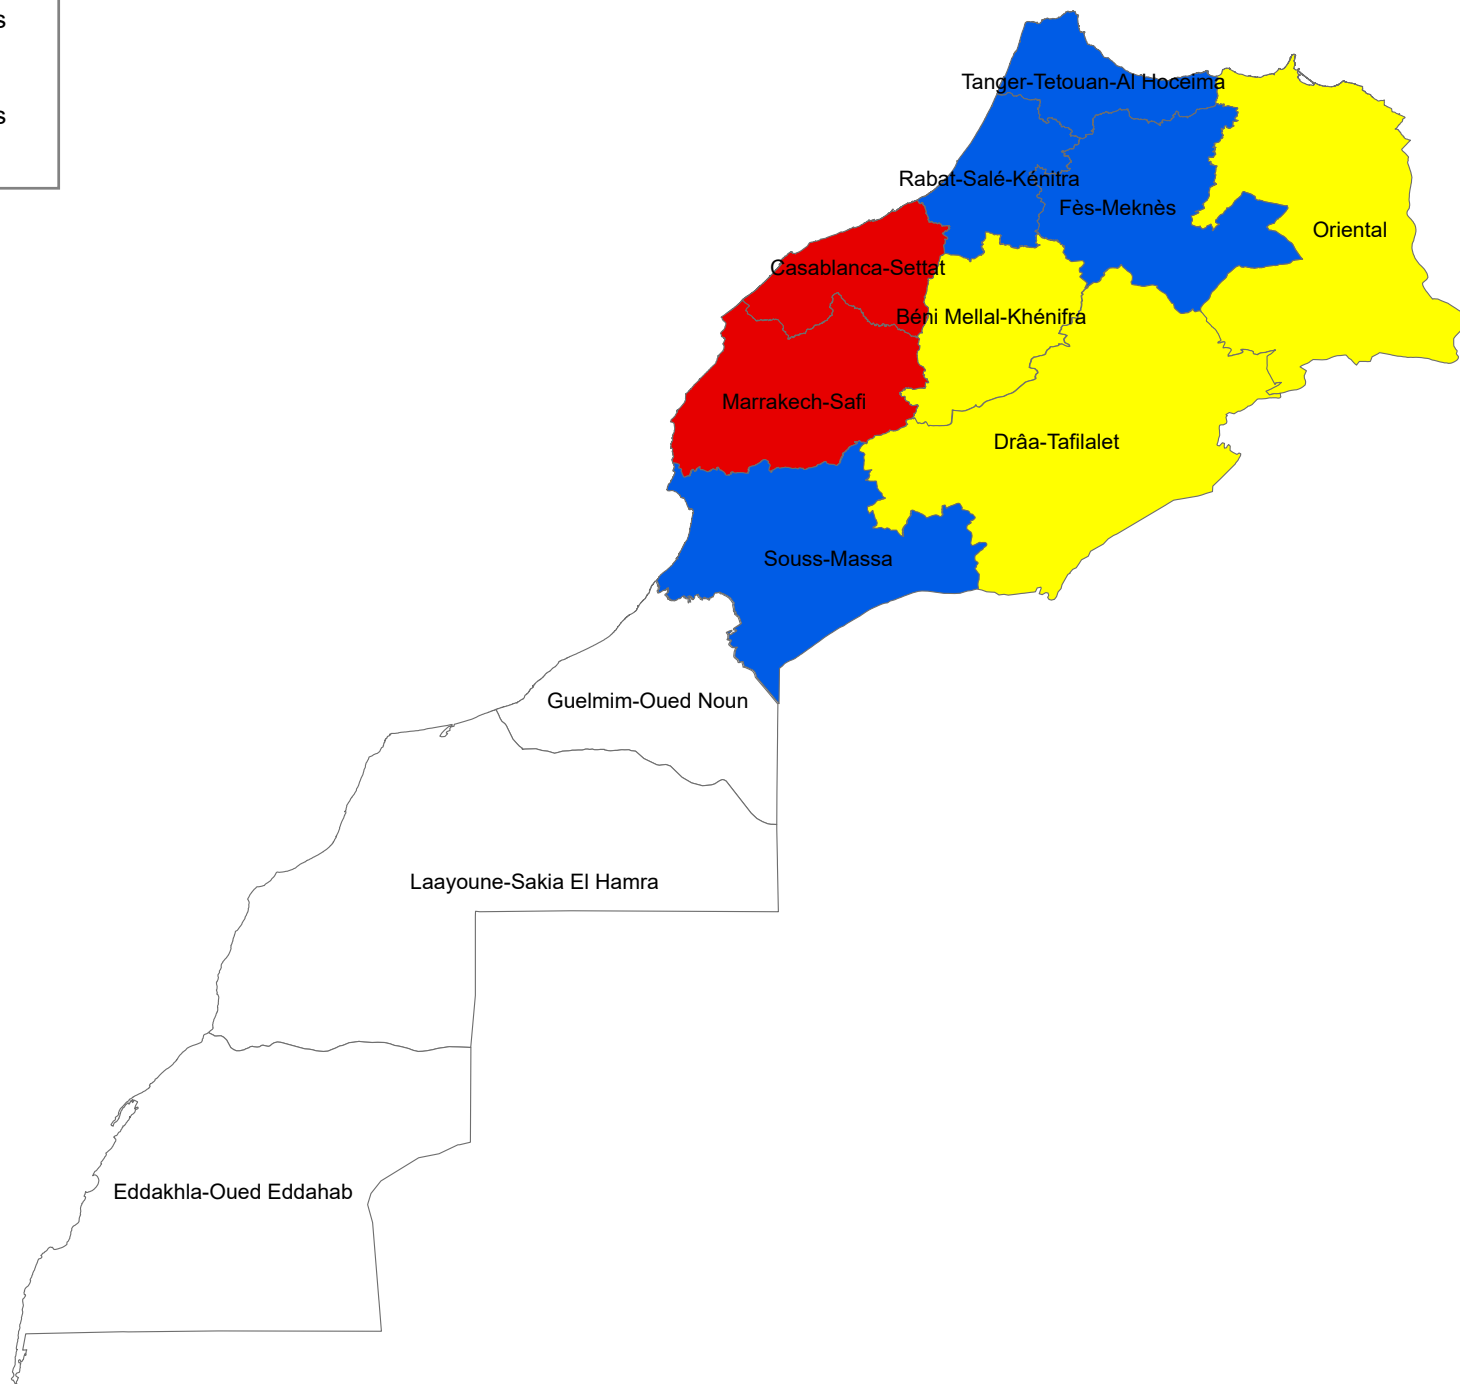 s
s
Tanger-Tetouan-Al Hoceima
Rabat-Salé-Kénitra
Fès-Meknès
Oriental
Casablanca-Settat
Béni Mellal-Khénifra
Marrakech-Safi
Drâa-Tafilalet
Souss-Massa
Guelmim-Oued Noun
Laayoune-Sakia El Hamra
Eddakhla-Oued Eddahab